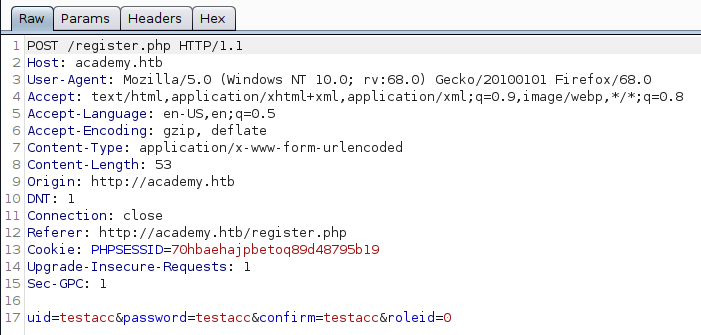 Raw Params Headers Hex
1 POST /register.php HTTP/1.1
2 Host: academy.htb
3 User-Agent: Mozilla/5.0 (Windows NT 10.0; rv:68.0) Gecko/20100101 Firefox/68.0
4 Accept: text/html,application/xhtml+xml,application/xml;q=0.9,image/webp,*/*;q=0.8
5 Accept-Language: en-US,en;q=0.5
6 Accept-Encoding: gzip, deflate
7 Content-Type: application/x-www-form-urlencoded
8 Content-Length: 53
9 Origin: http://academy.htb
10 DNT: 1
11 Connection: close
12 Referer: http://academy.htb/register.php
13 Cookie: PHPSESSID=70hbaehajpbetoq89d48795b19
14 Upgrade-Insecure-Requests: 1
15 Sec-GPC: 1
16
17 uid=testacc&password=testacc&confirm=testacc&roleid=0